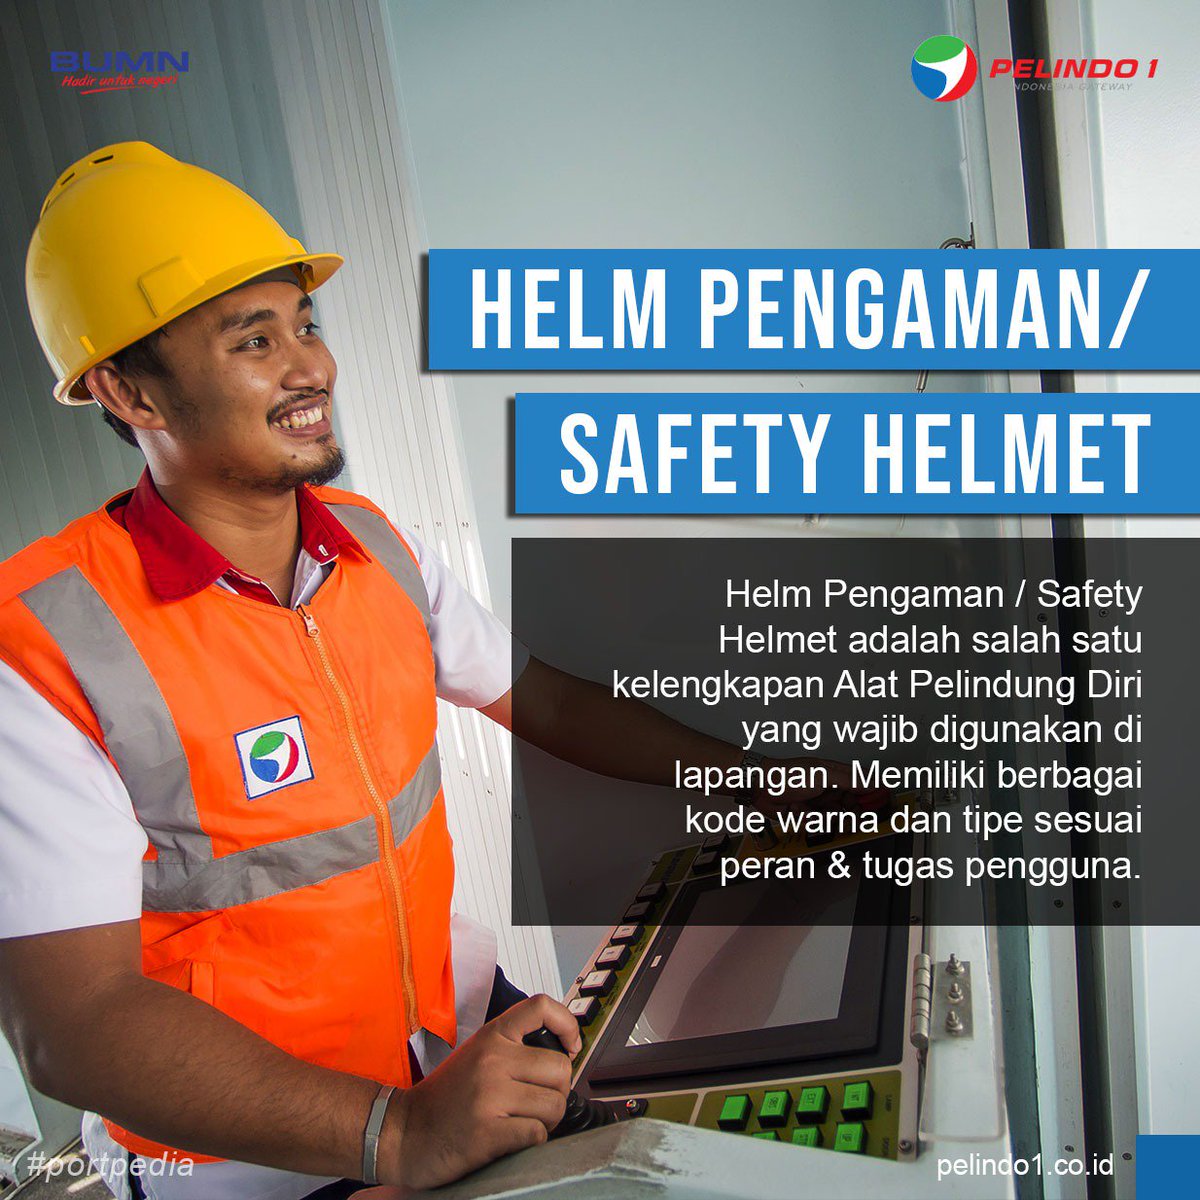 BUMN
Hadir untuk negeri
PELINDO 1
INDONESIA GATEWAY
HELM PENGAMAN/
SAFETY HELMET
Helm Pengaman / Safety
Helmet adalah salah satu
kelengkapan Alat Pelindung Diri
yang wajib digunakan di
lapangan. Memiliki berbagai
kode warna dan tipe sesuai
peran & tugas pengguna.
#portpedia
pelindo1.co.id